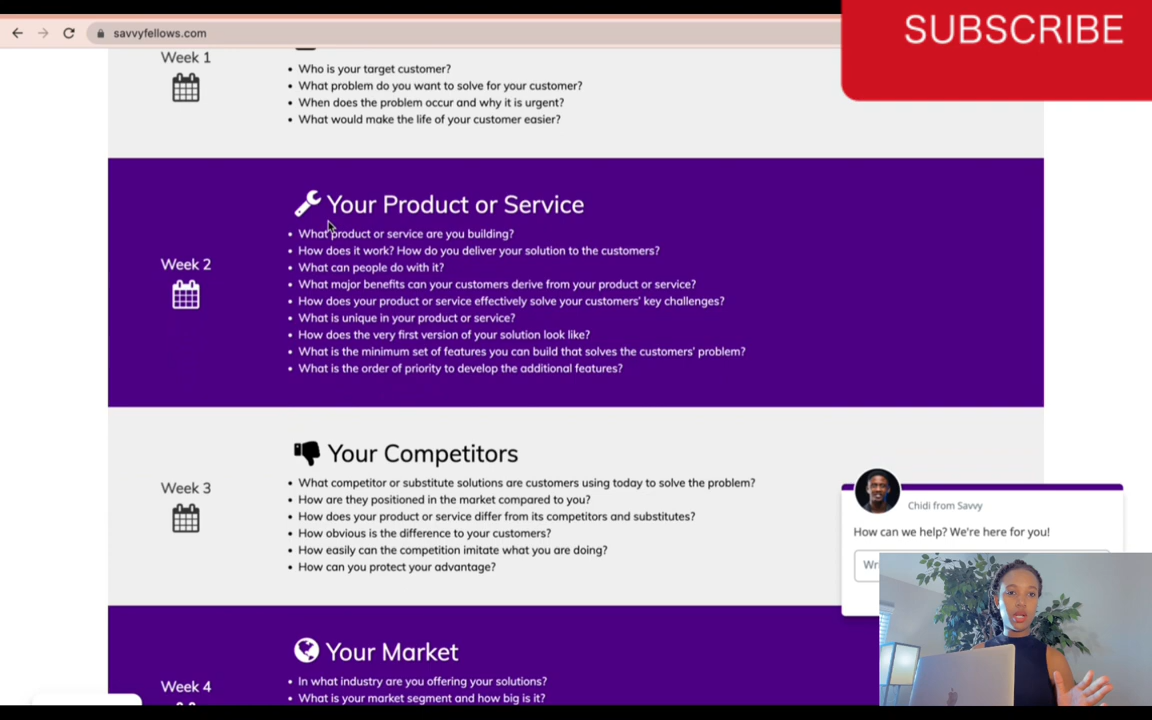 savvyfellows.com
SUBSCRIBE
Week 1
• Who is your target customer?
• What problem do you want to solve for your customer?
• When does the problem occur and why it is urgent?
• What would make the life of your customer easier?
Week 2
Your Product or Service
• What product or service are you building?
• How does it work? How do you deliver your solution to the customers?
• What can people do with it?
• What major benefits can your customers derive from your product or service?
• How does your product or service effectively solve your customers' key challenges?
• What is unique in your product or service?
• How does the very first version of your solution look like?
• What is the minimum set of features you can build that solves the customers' problem?
• What is the order of priority to develop the additional features?
Week 3
Your Competitors
• What competitor or substitute solutions are customers using today to solve the problem?
• How are they positioned in the market compared to you?
• How does your product or service differ from its competitors and substitutes?
• How obvious is the difference to your customers?
• How easily can the competition imitate what you are doing?
• How can you protect your advantage?
Chidi from Savvy
How can we help? We're here for you!
Week 4
Your Market
• In what industry are you offering your solutions?
• What is your market segment and how big is it?